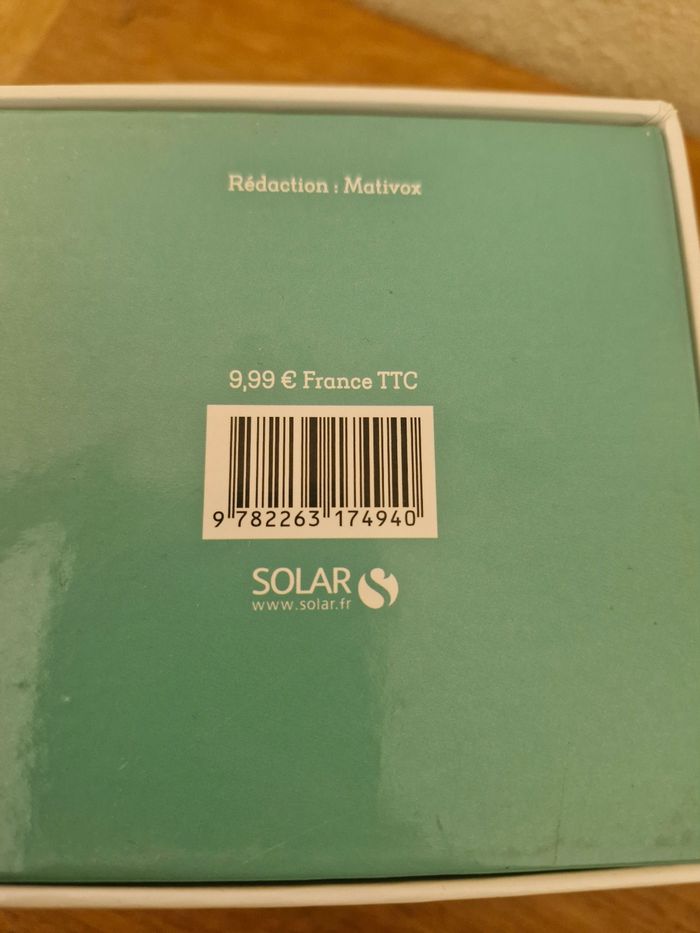 Rédaction : Mativox
9,99 € France TTC
9 782263 174940
SOLAR
www.solar.fr